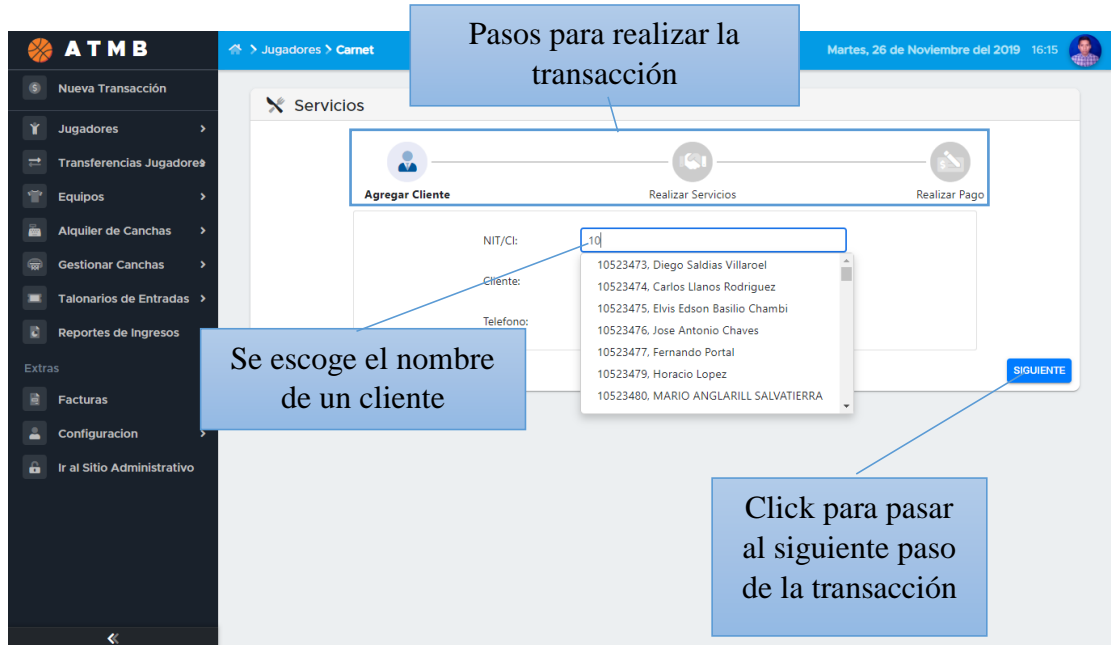 Pasos para realizar la
transacción
ATMB
Jugadores > Carnet
Martes, 26 de Noviembre del 2019 16:15
Nueva Transacción
Jugadores >
Transferencias Jugadores
Equipos >
Alquiler de Canchas >
Gestionar Canchas >
Talonarios de Entradas >
Reportes de Ingresos
Extras
Facturas
Configuracion >
Ir al Sitio Administrativo
Servicios
Agregar Cliente
Realizar Servicios
Realizar Pago
NIT/CI:
10
Cliente:
Telefono:
10523473, Diego Saldias Villaroel
10523474, Carlos Llanos Rodriguez
10523475, Elvis Edson Basilio Chambi
10523476, Jose Antonio Chaves
10523477, Fernando Portal
10523479, Horacio Lopez
10523480, MARIO ANGLARILL SALVATIERRA
Se escoge el nombre
de un cliente
SIGUIENTE
Click para pasar
al siguiente paso
de la transacción